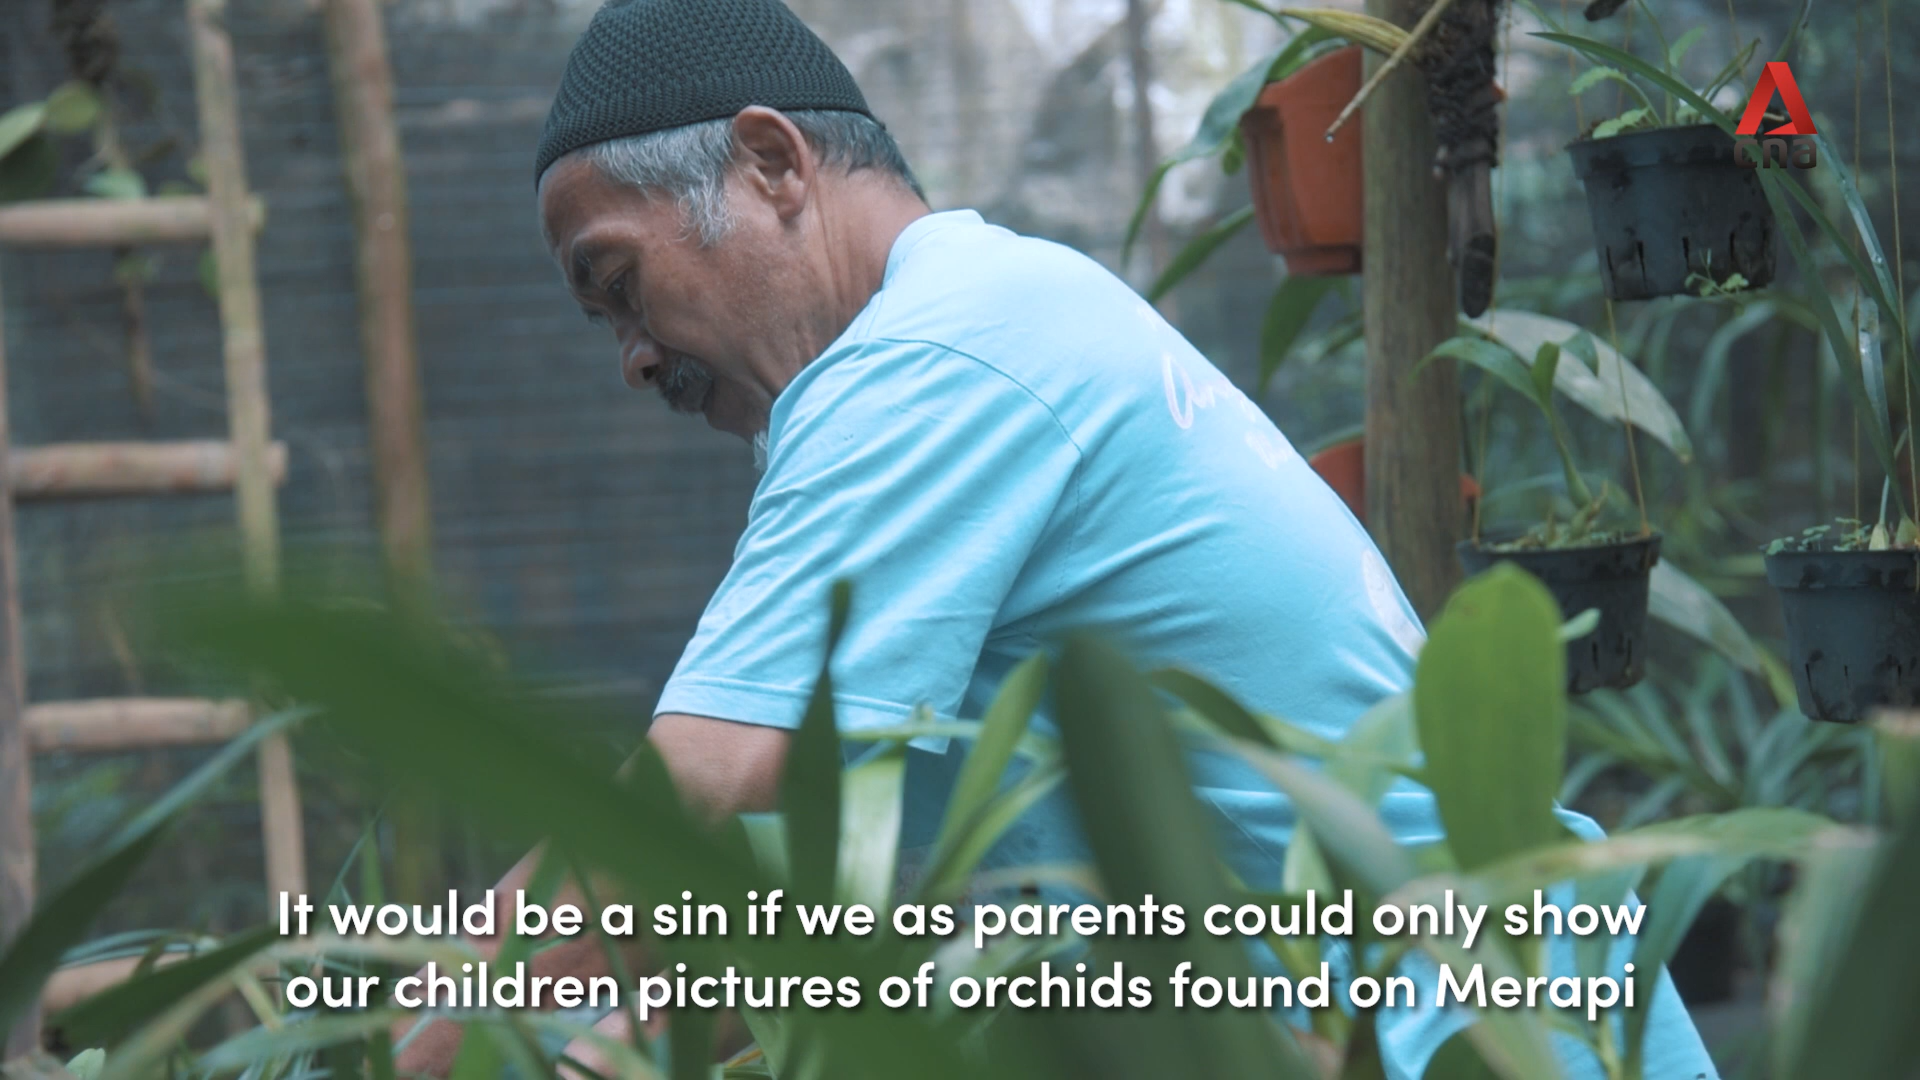 cna
It would be a sin if we as parents could only show
our children pictures of orchids found on Merapi